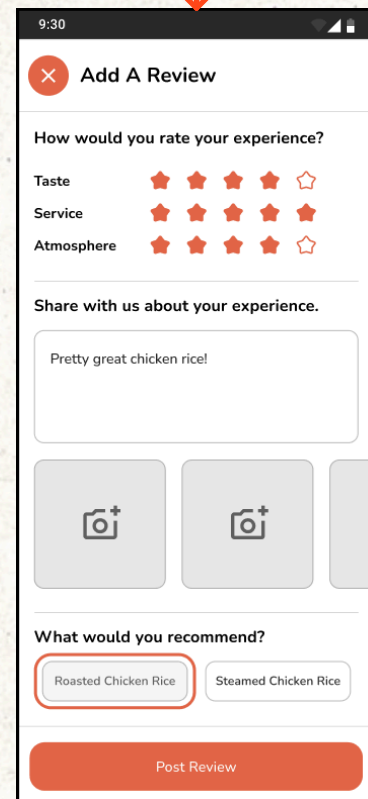 9:30
Add A Review
How would you rate your experience?
Taste
Service
Atmosphere
Share with us about your experience.
Pretty great chicken rice!
What would you recommend?
Roasted Chicken Rice Steamed Chicken Rice
Post Review